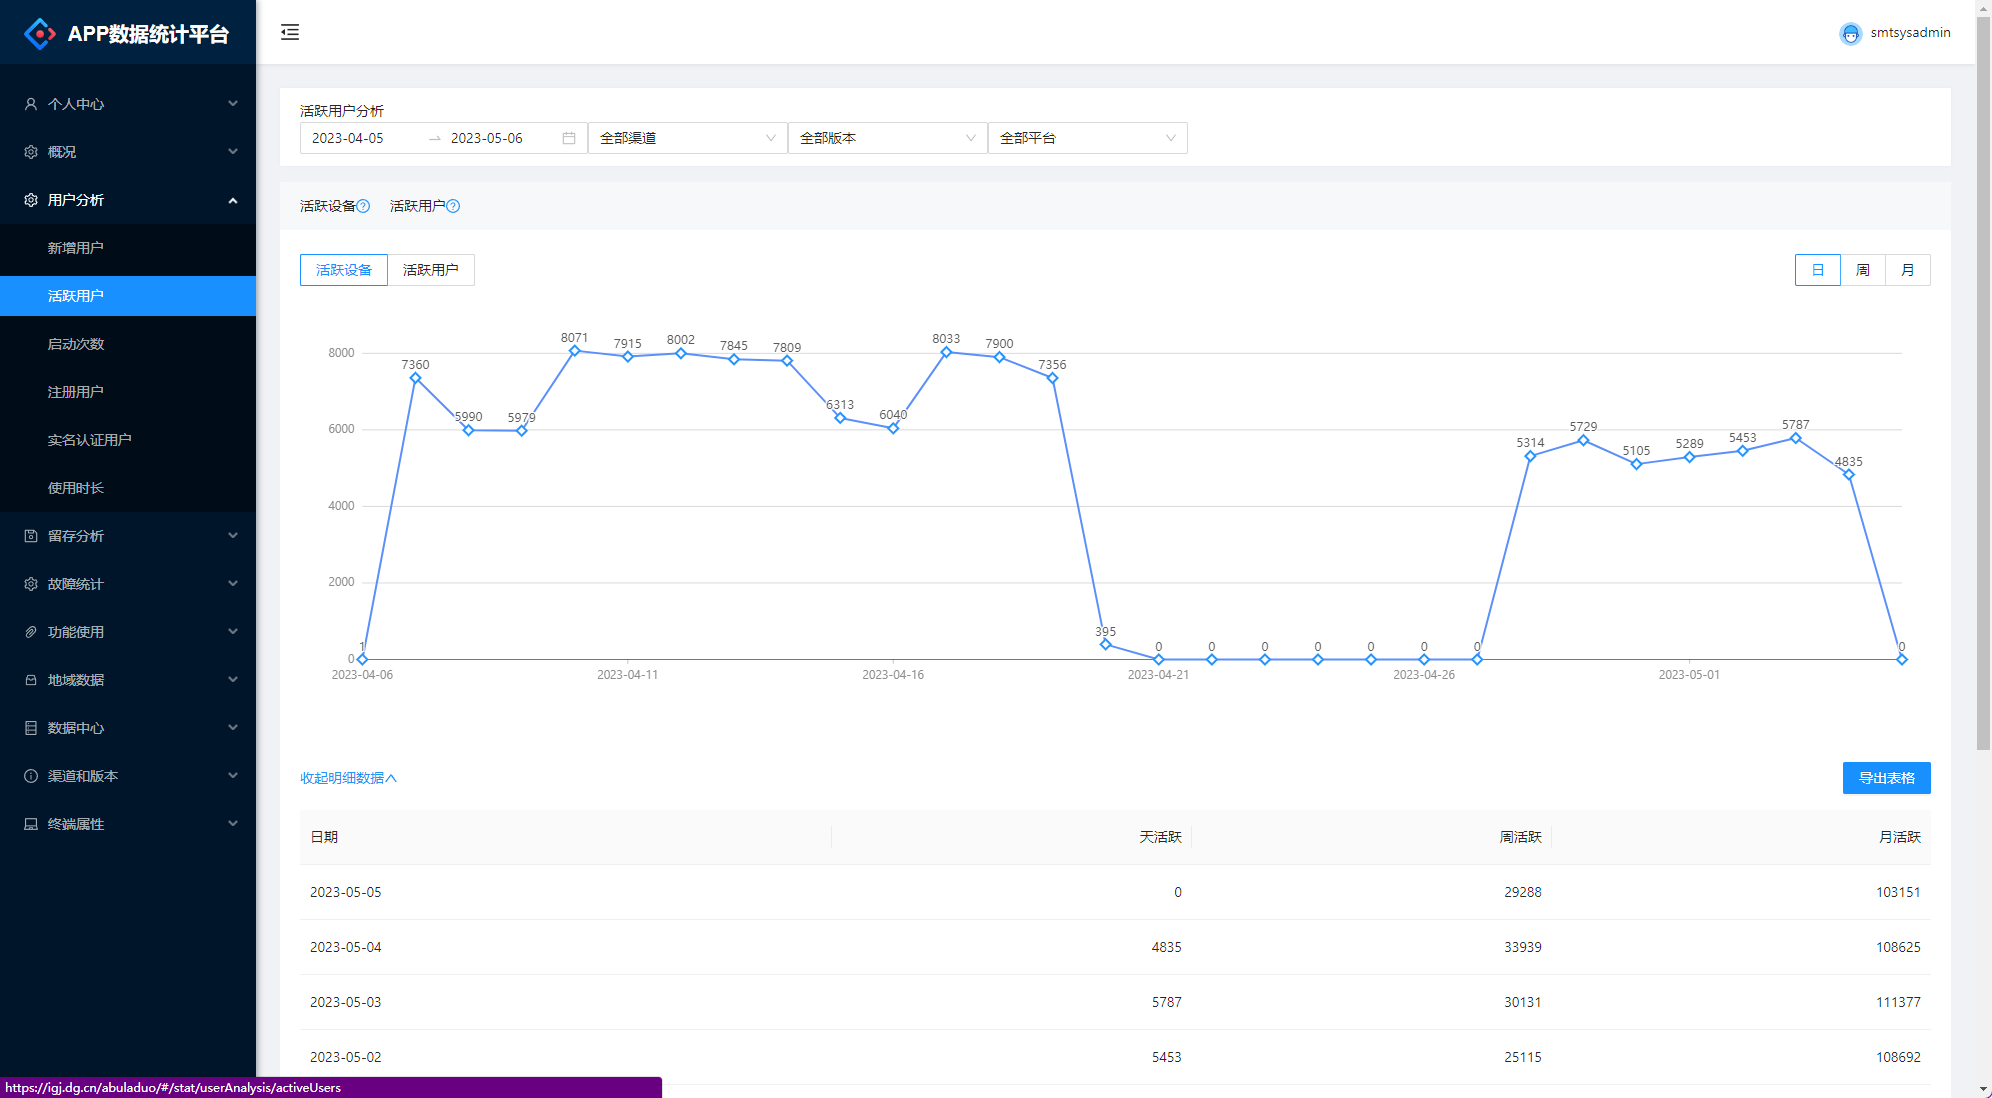 APP数据统计平台
smtsysadmin
个人中心
概况
用户分析
新增用户
活跃用户
启动次数
注册用户
实名认证用户
使用时长
留存分析
故障统计
功能使用
地域数据
数据中心
渠道和版本
终端属性
活跃用户分析
2023-04-05 → 2023-05-06 全部渠道 全部版本 全部平台
活跃设备? 活跃用户?
活跃设备 活跃用户 日 周 月
8000
6000
4000
2000
0
1 7360 5990 5979 8071 7915 8002 7845 7809 6313 6040 8033 7900 7356 395 0 0 0 0 0 0 0 5314 5729 5105 5289 5453 5787 4835 0
2023-04-06 2023-04-11 2023-04-16 2023-04-21 2023-04-26 2023-05-01
收起明细数据 导出表格
日期 天活跃 周活跃 月活跃
2023-05-05 0 29288 103151
2023-05-04 4835 33939 108625
2023-05-03 5787 30131 111377
2023-05-02 5453 25115 108692
https://igj.dg.cn/abuladuo/#/stat/userAnalysis/activeUsers